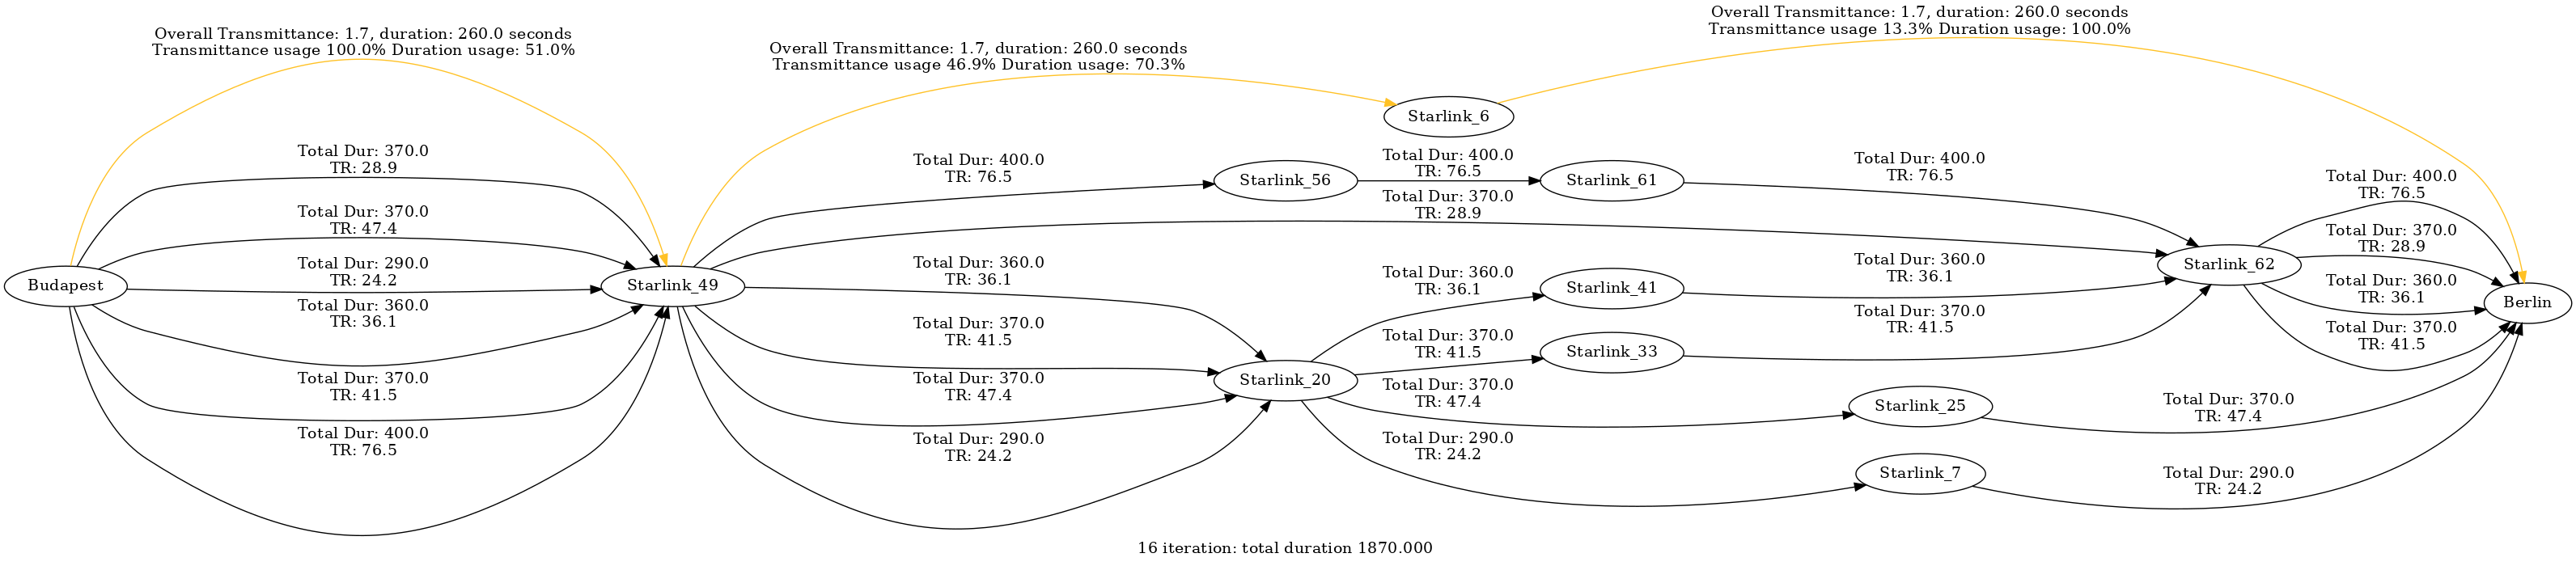 Overall Transmittance: 1.7, duration: 260.0 seconds
Transmittance usage 100.0% Duration usage: 51.0%
Overall Transmittance: 1.7, duration: 260.0 seconds
Transmittance usage 46.9% Duration usage: 70.3%
Overall Transmittance: 1.7, duration: 260.0 seconds
Transmittance usage 13.3% Duration usage: 100.0%
Budapest
Total Dur: 370.0
TR: 28.9
Total Dur: 370.0
TR: 47.4
Total Dur: 290.0
TR: 24.2
Total Dur: 360.0
TR: 36.1
Total Dur: 370.0
TR: 41.5
Total Dur: 400.0
TR: 76.5
Starlink_49
Total Dur: 400.0
TR: 76.5
Total Dur: 360.0
TR: 36.1
Total Dur: 370.0
TR: 41.5
Total Dur: 370.0
TR: 47.4
Total Dur: 290.0
TR: 24.2
Starlink_6
Starlink_56
Starlink_20
Total Dur: 400.0
TR: 76.5
Total Dur: 370.0
TR: 28.9
Total Dur: 360.0
TR: 36.1
Total Dur: 370.0
TR: 41.5
Total Dur: 370.0
TR: 47.4
Total Dur: 290.0
TR: 24.2
Starlink_61
Starlink_41
Starlink_33
Starlink_25
Starlink_7
Total Dur: 400.0
TR: 76.5
Total Dur: 360.0
TR: 36.1
Total Dur: 370.0
TR: 41.5
Starlink_62
Total Dur: 400.0
TR: 76.5
Total Dur: 370.0
TR: 28.9
Total Dur: 360.0
TR: 36.1
Total Dur: 370.0
TR: 41.5
Total Dur: 370.0
TR: 47.4
Total Dur: 290.0
TR: 24.2
Berlin
16 iteration: total duration 1870.000